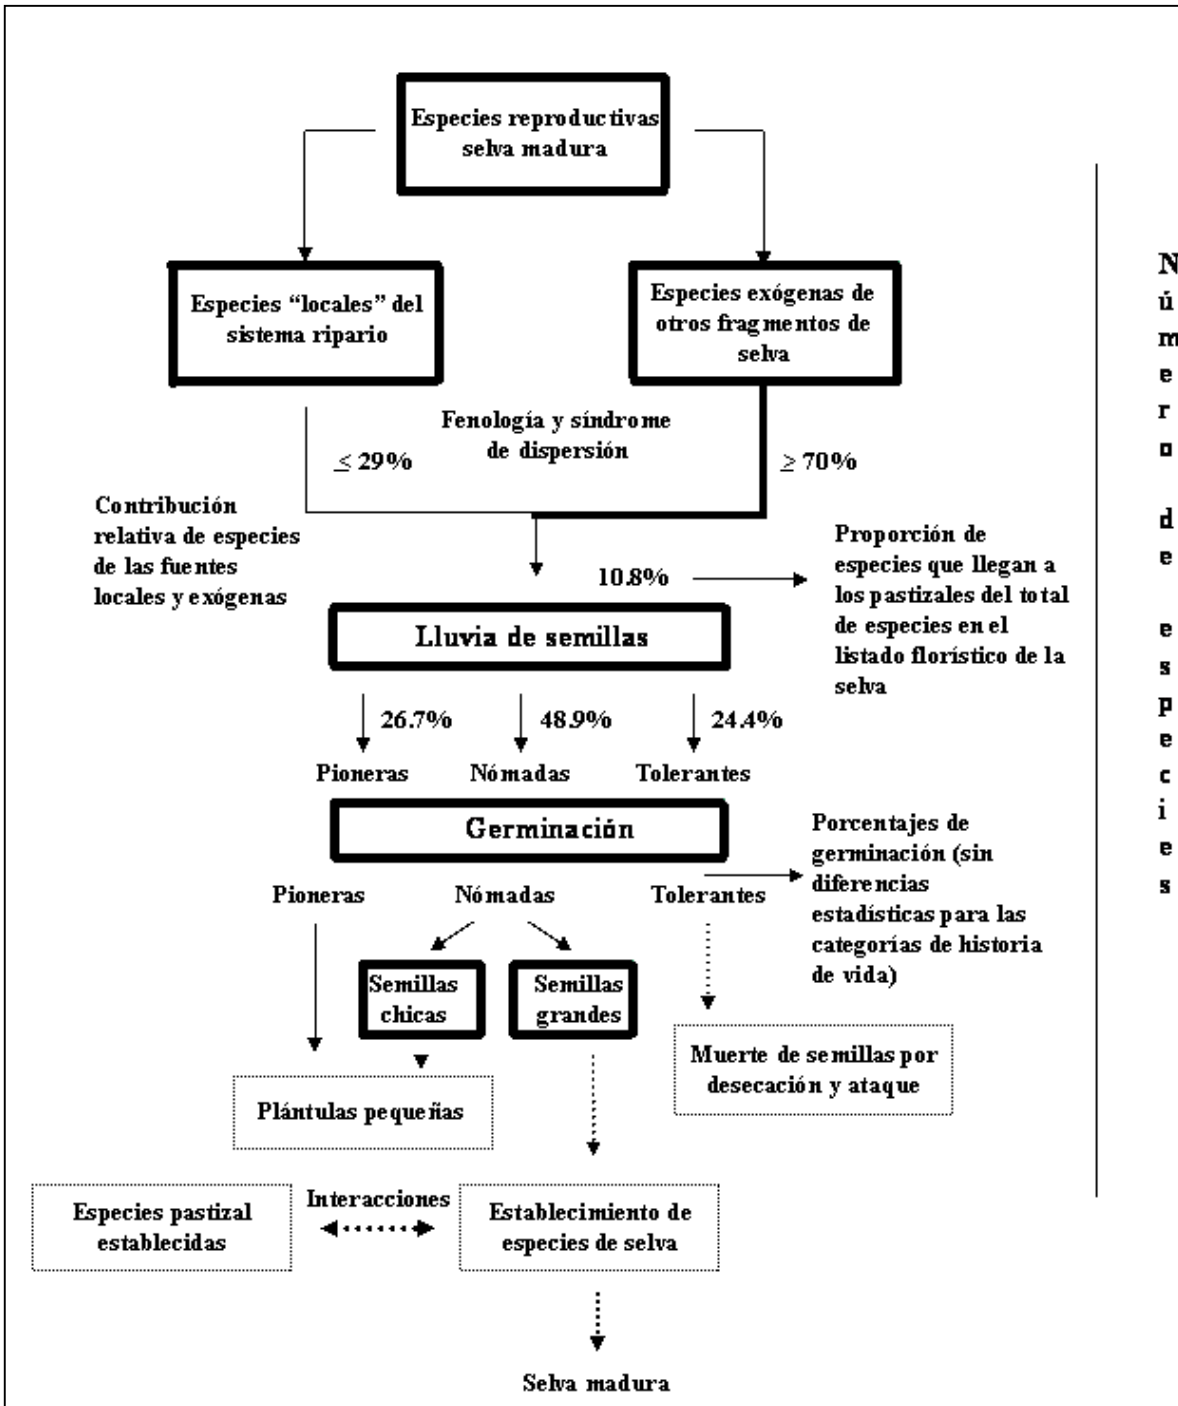 Especies reproductivas
selva madura
Especies “locales” del
sistema ripario
Especies exógenas de
otros fragmentos de
selva
Fenología y síndrome
de dispersión
≤ 29%
≥ 70%
Contribución
relativa de especies
de las fuentes
locales y exógenas
10.8%
Proporción de
especies que llegan a
los pastizales del total
de especies en el
listado florístico de la
selva
Lluvia de semillas
26.7%
48.9%
24.4%
Pioneras
Nómadas
Tolerantes
Germinación
Porcentajes de
germinación (sin
diferencias
estadísticas para las
categorías de historia
de vida)
Pioneras
Nómadas
Tolerantes
Semillas
chicas
Semillas
grandes
Muerte de semillas por
desecación y ataque
Plántulas pequeñas
Especies pastizal
establecidas
Interacciones
Establecimiento de
especies de selva
Selva madura
Número de especies